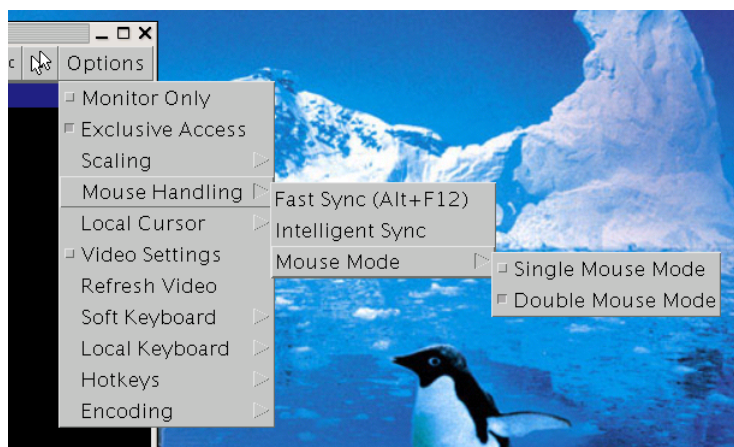 c
Options
Monitor Only
Exclusive Access
Scaling
Mouse Handling
Local Cursor
Video Settings
Refresh Video
Soft Keyboard
Local Keyboard
Hotkeys
Encoding
Fast Sync (Alt+F12)
Intelligent Sync
Mouse Mode
Single Mouse Mode
Double Mouse Mode